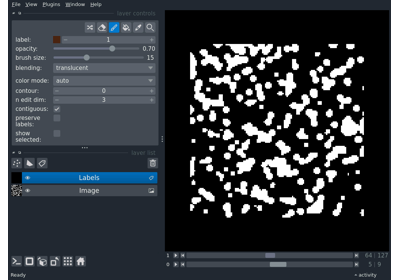 File View Plugins Window Help
layer controls
label: 1
opacity: 0.70
brush size: 15
blending: translucent
color mode: auto
contour: 0
n edit dim: 3
contiguous:
preserve
labels:
show
selected:
layer list
Labels
Image
1 64 127
0 5 9
Ready
activity